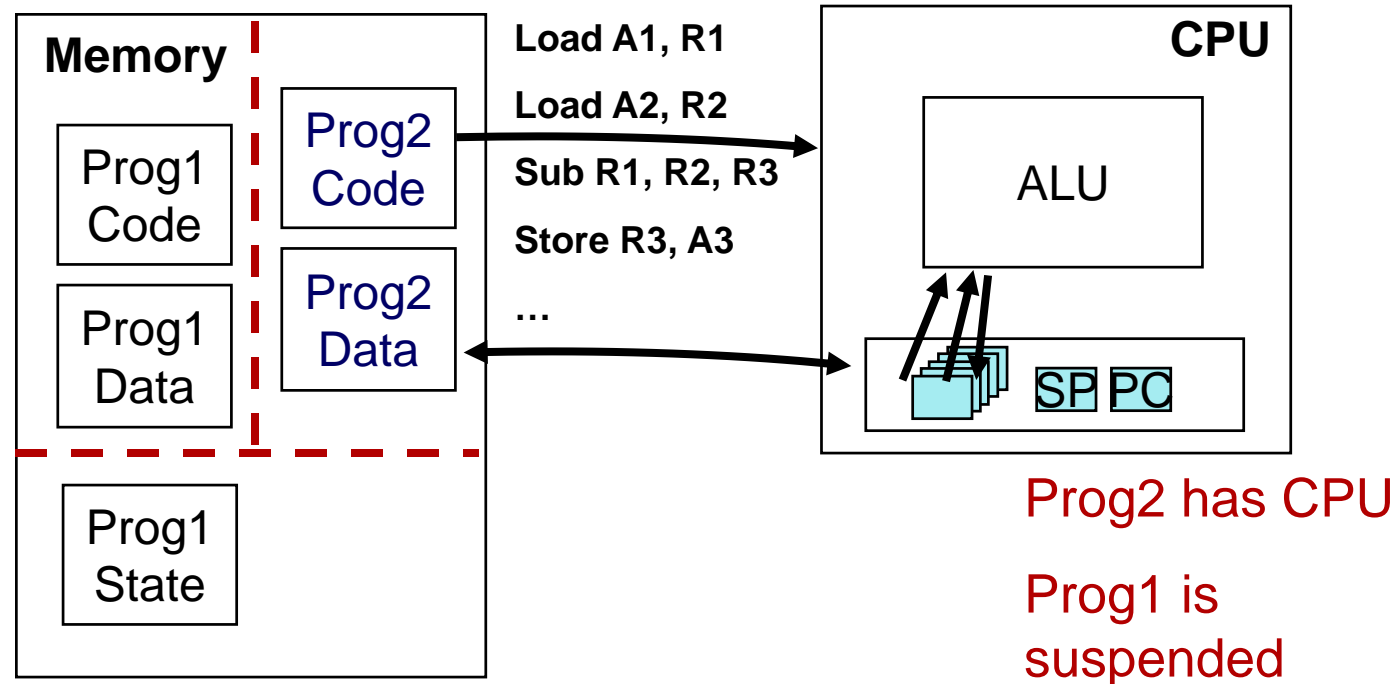 Memory
Prog1
Code
Prog1
Data
Prog2
Code
Prog2
Data
Prog1
State
Load A1, R1
Load A2, R2
Sub R1, R2, R3
Store R3, A3
…
CPU
ALU
SP PC
Prog2 has CPU
Prog1 is
suspended